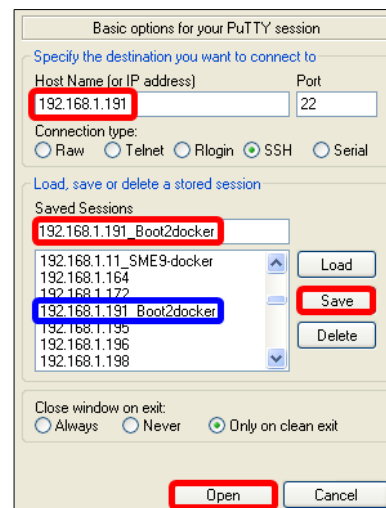 Basic options for your PuTTY session
Specify the destination you want to connect to
Host Name (or IP address) Port
192.168.1.191 22
Connection type:
Raw Telnet Rlogin SSH Serial
Load, save or delete a stored session
Saved Sessions
192.168.1.191_Boot2docker
192.168.1.11_SME9-docker
Load
192.168.1.164
192.168.1.172
Save
192.168.1.191_Boot2docker
192.168.1.195
Delete
192.168.1.196
192.168.1.198
Close window on exit:
Always Never Only on clean exit
Open Cancel